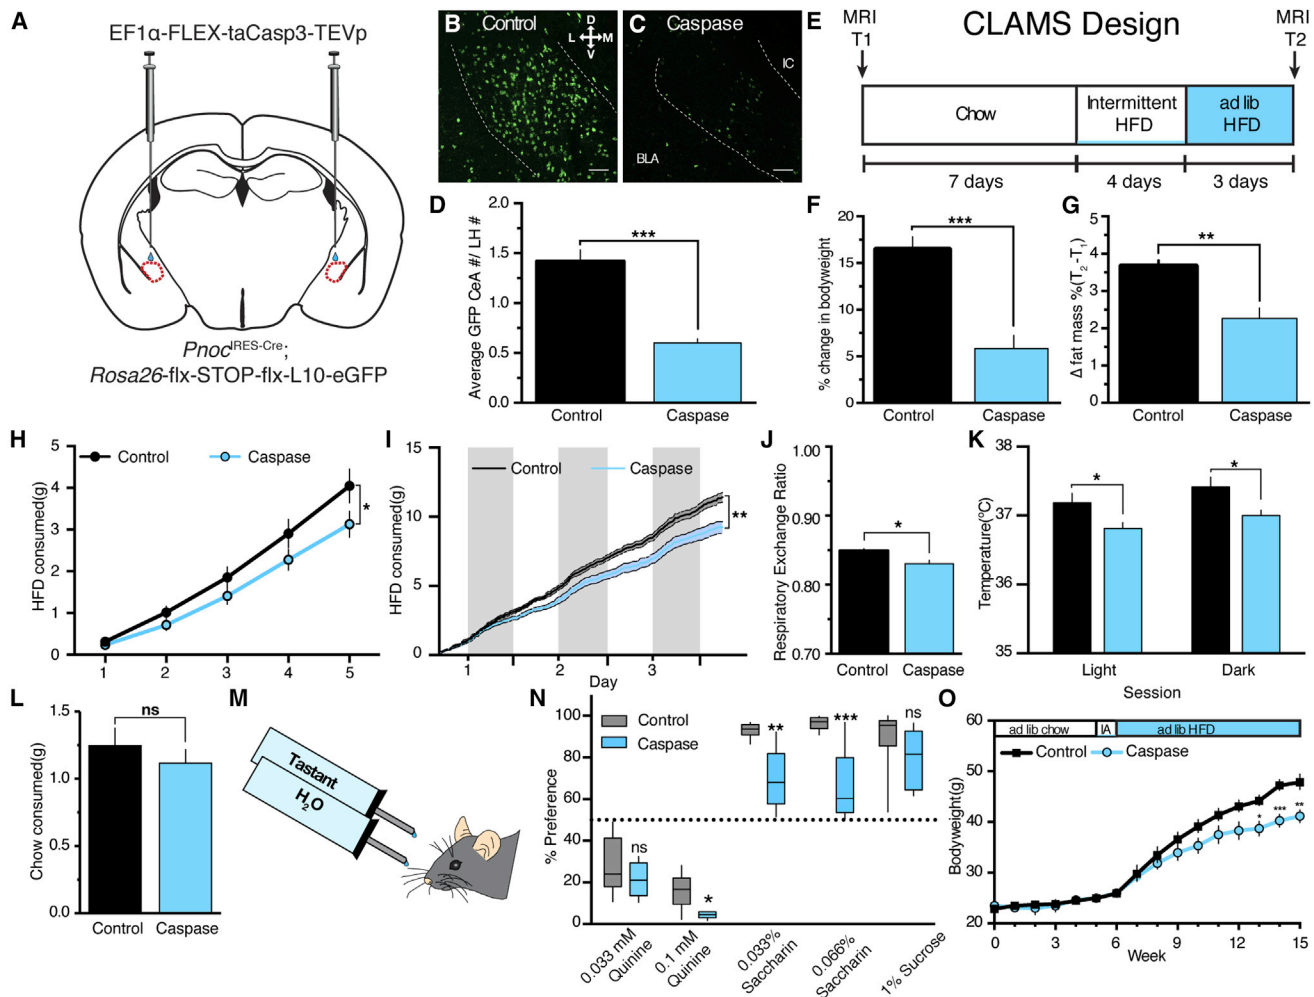 A
EF1α-FLEX-taCasp3-TEVp
Pnoc^IRES-Cre;
Rosa26-flx-STOP-flx-L10-eGFP
B
Control
D
L
M
V
C
Caspase
IC
BLA
D
Average GFP CeA #/ LH #
2.0
1.5
1.0
0.5
0.0
***
Control
Caspase
E
MRI
T1
CLAMS Design
MRI
T2
Chow
Intermittent
HFD
ad lib
HFD
7 days
4 days
3 days
F
% change in bodyweight
20
15
10
5
0
***
Control
Caspase
G
Δ fat mass %(T₂-T₁)
5
4
3
2
1
0
**
Control
Caspase
H
HFD consumed(g)
5
4
3
2
1
0
Control
Caspase
*
1
2
3
4
5
I
HFD consumed(g)
15
10
5
0
Control
Caspase
**
1
2
3
Day
J
Respiratory Exchange Ratio
1.00
0.90
0.80
0.70
*
Control
Caspase
K
Temperature(°C)
38
37
36
35
*
*
Light
Dark
Session
L
Chow consumed(g)
1.5
1.0
0.5
0.0
ns
Control
Caspase
M
Tastant
H₂O
N
% Preference
100
80
60
40
20
0
Control
Caspase
ns
*
**
***
ns
0.033 mM
Quinine
0.1 mM
Quinine
0.033%
Saccharin
0.066%
Saccharin
1% Sucrose
O
Bodyweight(g)
60
50
40
30
20
ad lib chow
IA
ad lib HFD
Control
Caspase
*
***
**
0
3
6
9
12
15
Week